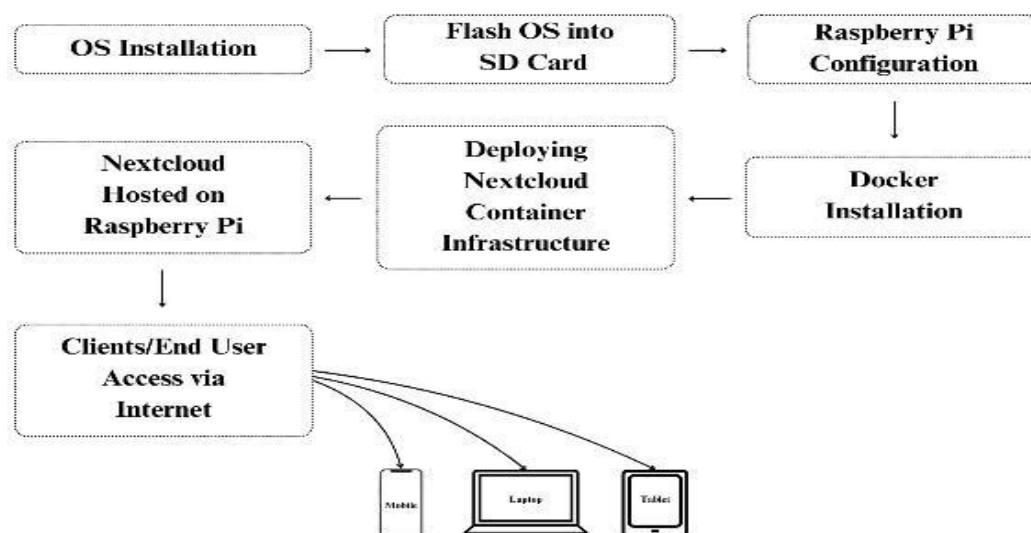 OS Installation
Flash OS into
SD Card
Raspberry Pi
Configuration
Nextcloud
Hosted on
Raspberry Pi
Deploying
Nextcloud
Container
Infrastructure
Docker
Installation
Clients/End User
Access via
Internet
Mobile
Laptop
Tablet